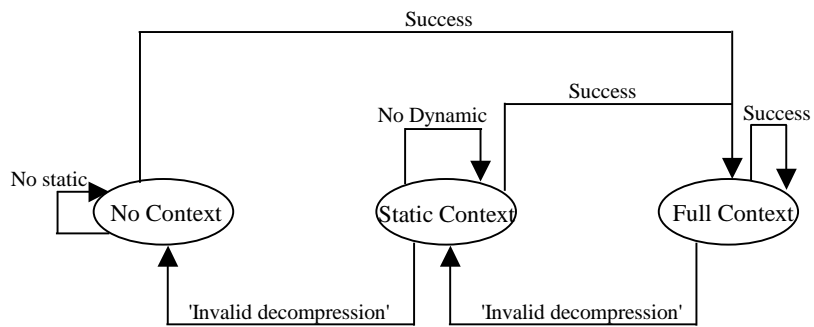 Success
Success
No Dynamic
Success
No static
No Context
Static Context
Full Context
'Invalid decompression'
'Invalid decompression'